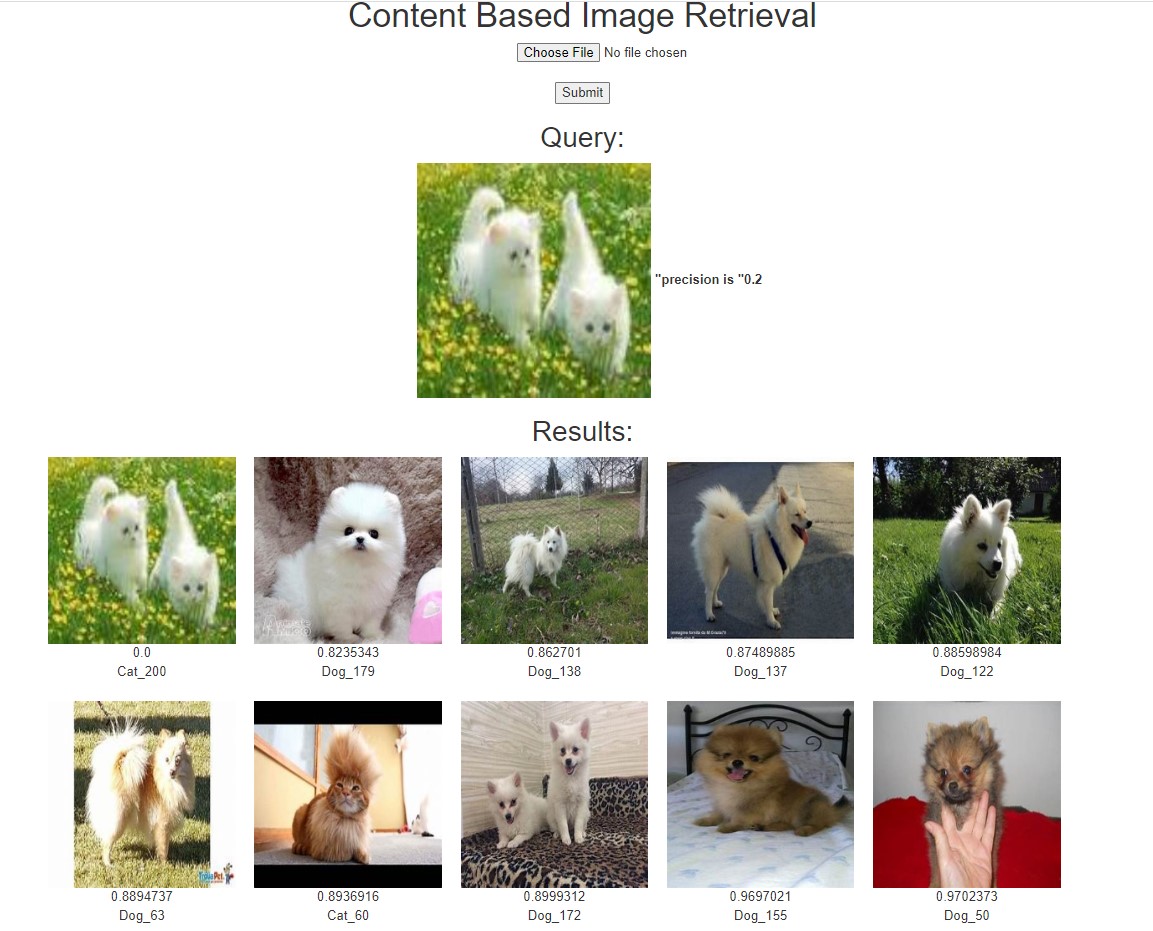 Content Based Image Retrieval
Choose File No file chosen
Submit
Query:
"precision is "0.2
Results:
0.0 0.8235343 0.862701 0.87489885 0.88598984
Cat_200 Dog_179 Dog_138 Dog_137 Dog_122
0.8894737 0.8936916 0.8999312 0.9697021 0.9702373
Dog_63 Cat_60 Dog_172 Dog_155 Dog_50